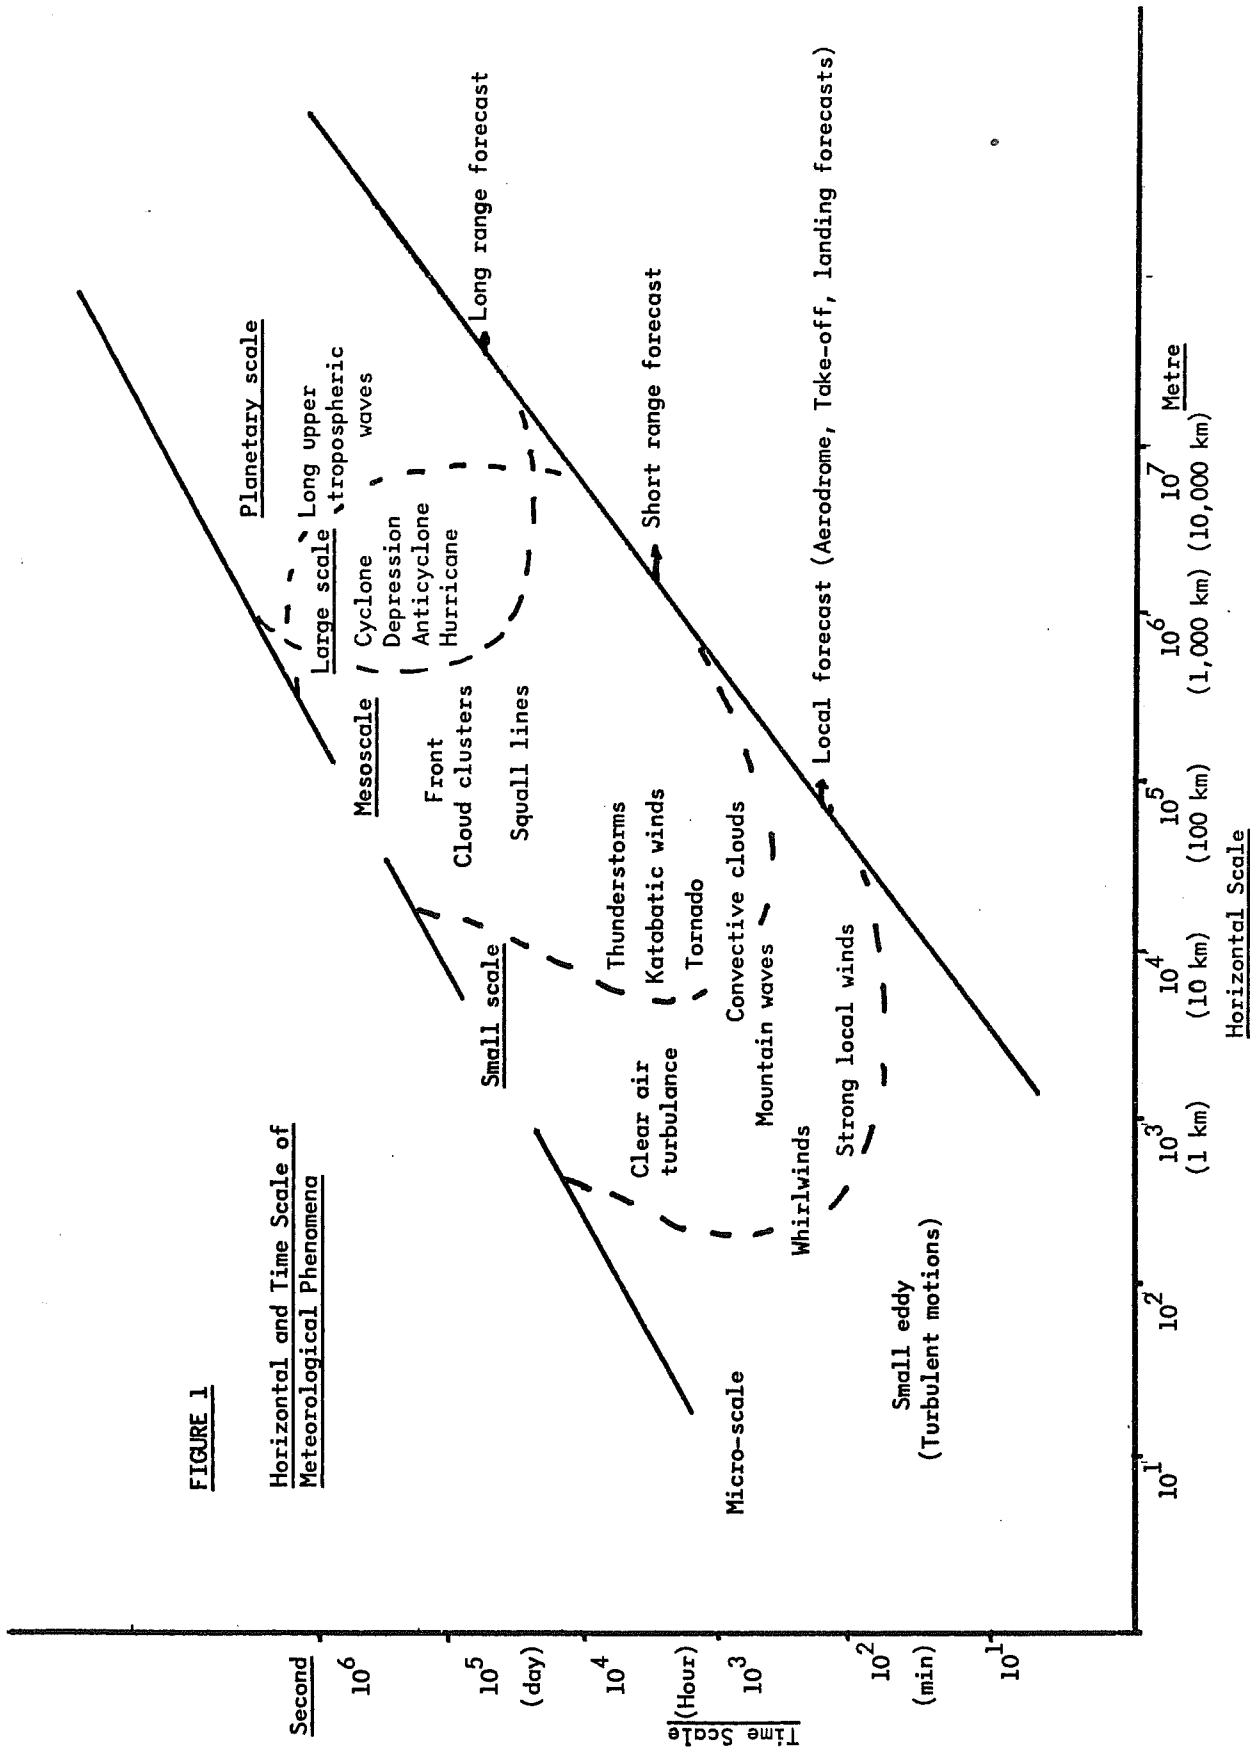 FIGURE 1
Horizontal and Time Scale of
Meteorological Phenomena
Second
10^6
10^5
(day)
10^4
(Hour)
Time Scale
10^3
10^2
(min)
10^1
Planetary scale
Long upper
tropospheric
waves
Large scale
Cyclone
Depression
Anticyclone
Hurricane
Mesoscale
Front
Cloud clusters
Squall lines
Small scale
Thunderstorms
Katabatic winds
Tornado
Convective clouds
Mountain waves
Clear air
turbulance
Whirlwinds
Strong local winds
Micro-scale
Small eddy
(Turbulent motions)
Long range forecast
Short range forecast
Local forecast (Aerodrome, Take-off, landing forecasts)
10^1 10^2 10^3 10^4 10^5 10^6 10^7 Metre
(1 km) (10 km) (100 km) (1,000 km) (10,000 km)
Horizontal Scale